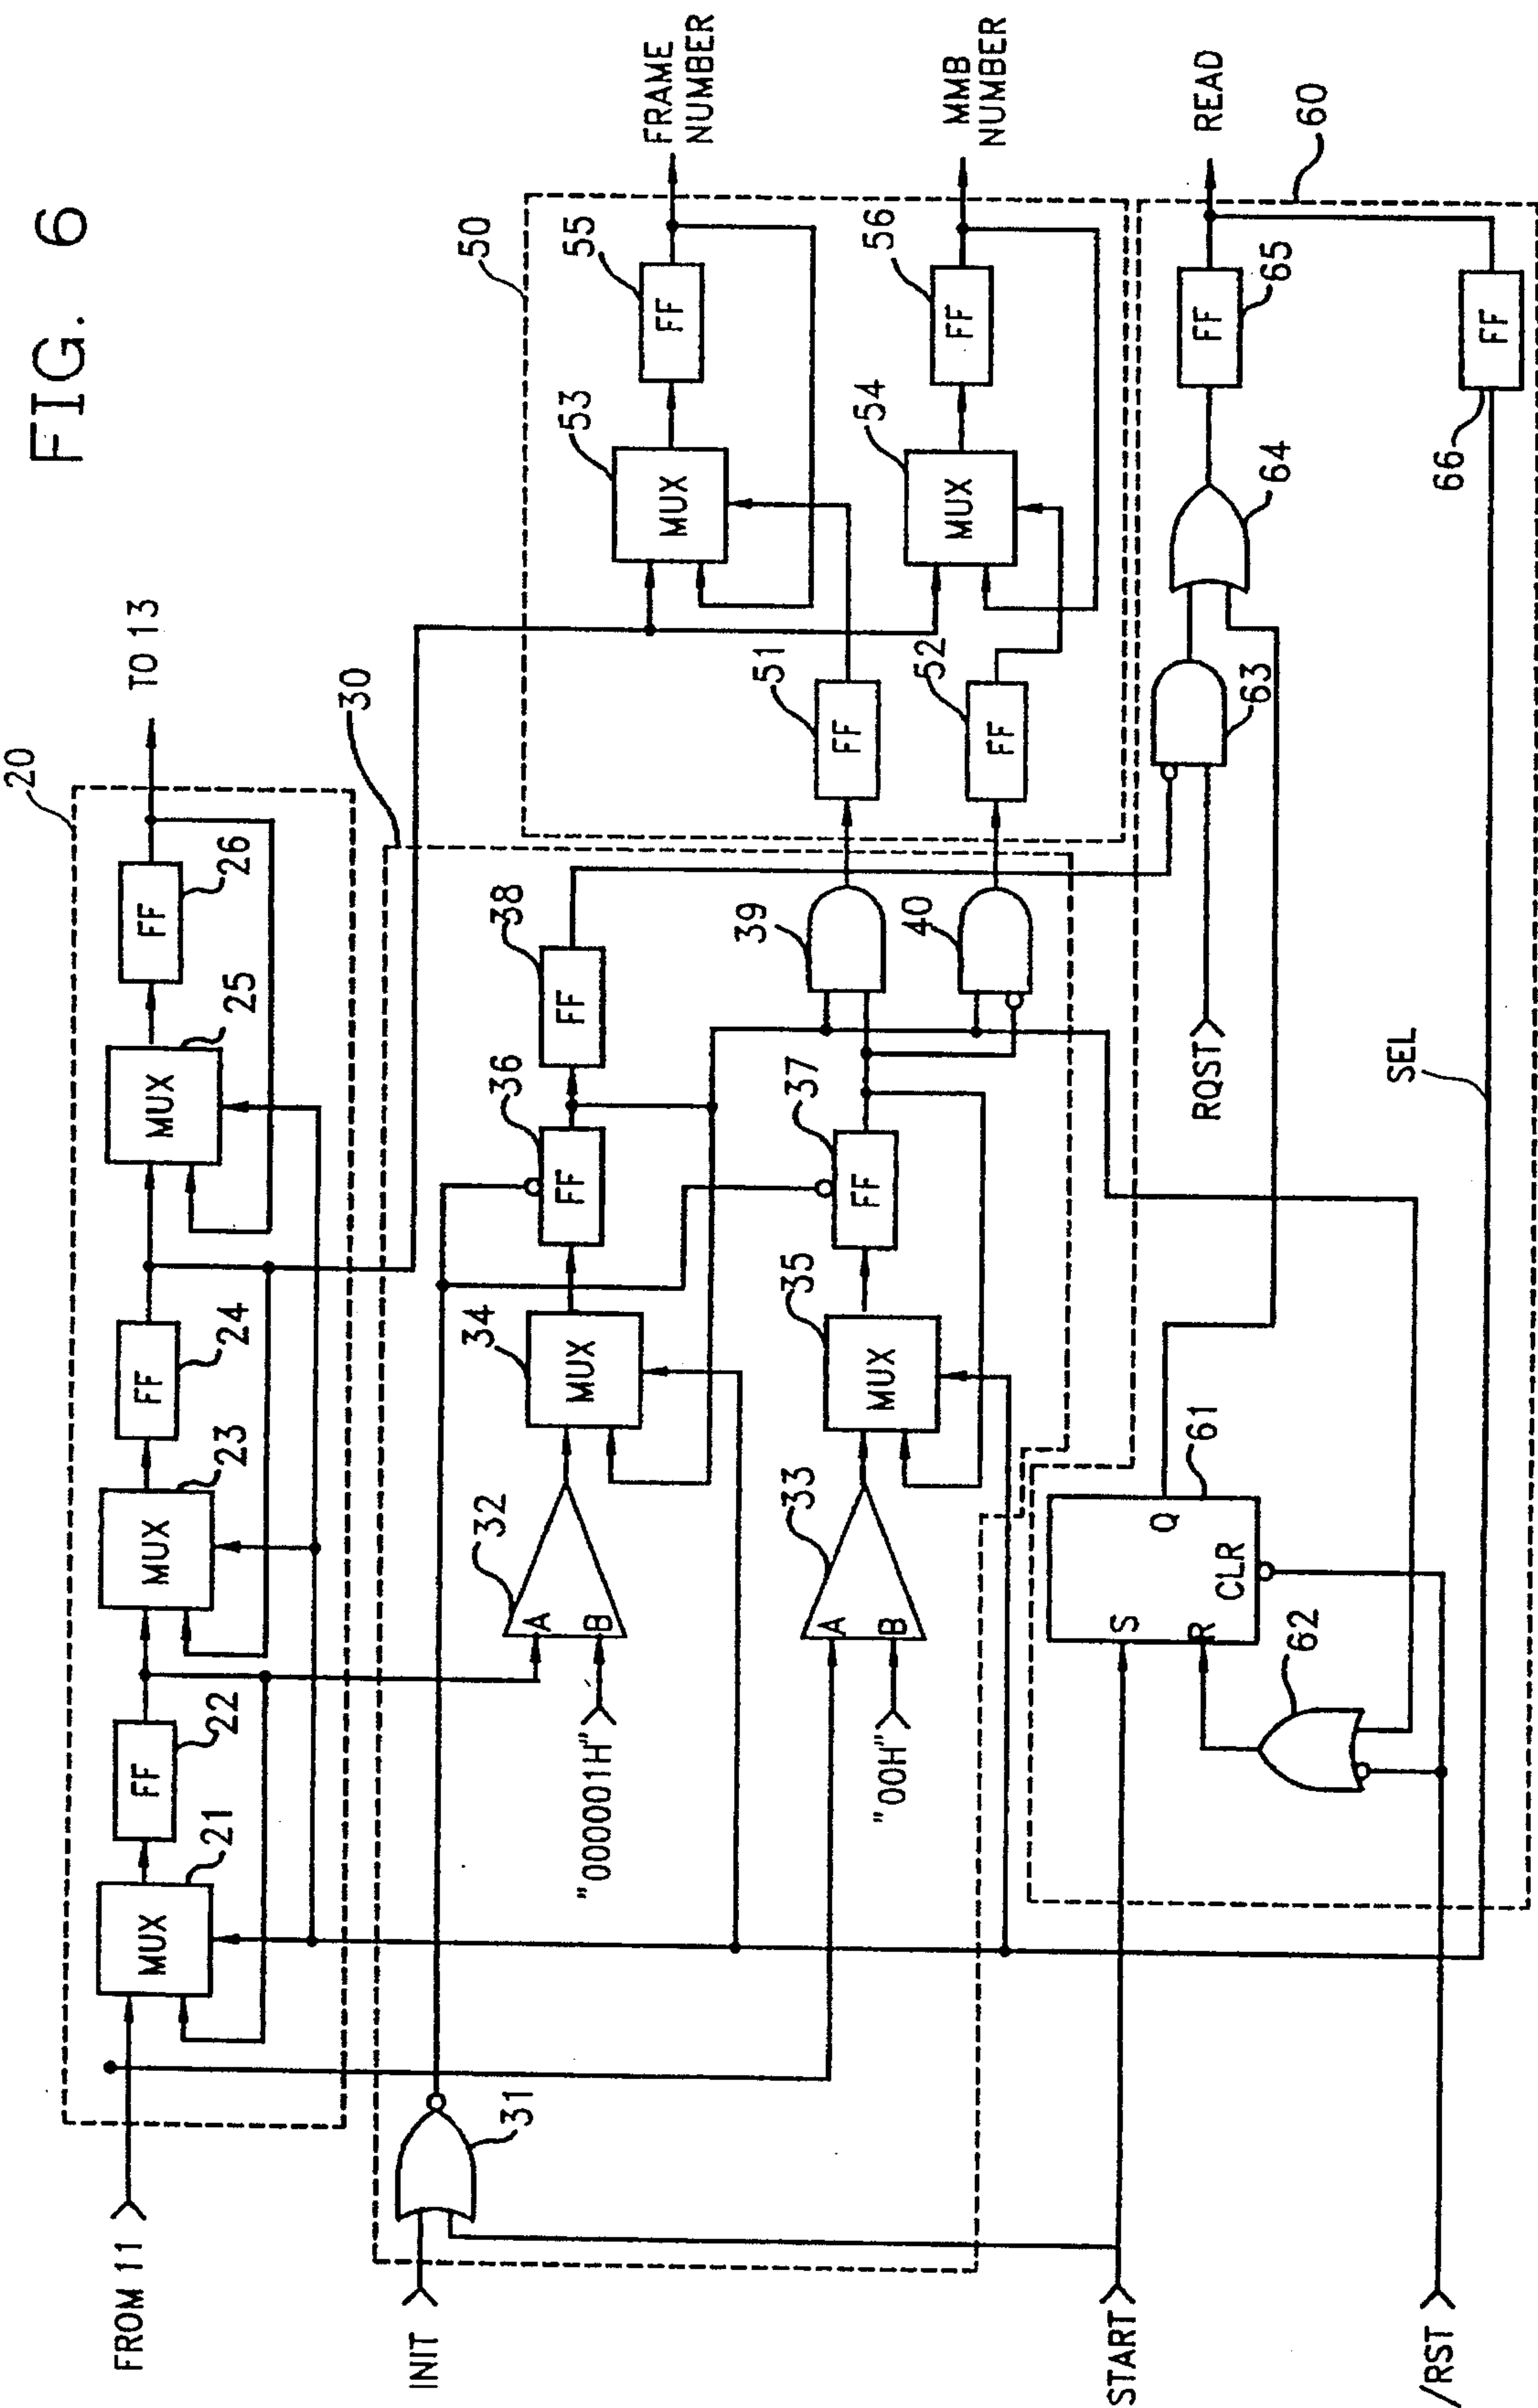 FIG. 6
20
FROM 11
MUX
21
FF
22
MUX
23
FF
24
MUX
25
FF
26
TO 13
30
INIT
31
32
A
B
"000001H"
34
MUX
36
FF
38
FF
33
A
B
"00H"
35
MUX
37
FF
39
40
50
51
FF
52
FF
53
MUX
55
FF
FRAME
NUMBER
54
MUX
56
FF
MMB
NUMBER
START
/RST
62
S
R
Q
CLR
61
RQST
63
64
FF
65
READ
60
SEL
66
FF